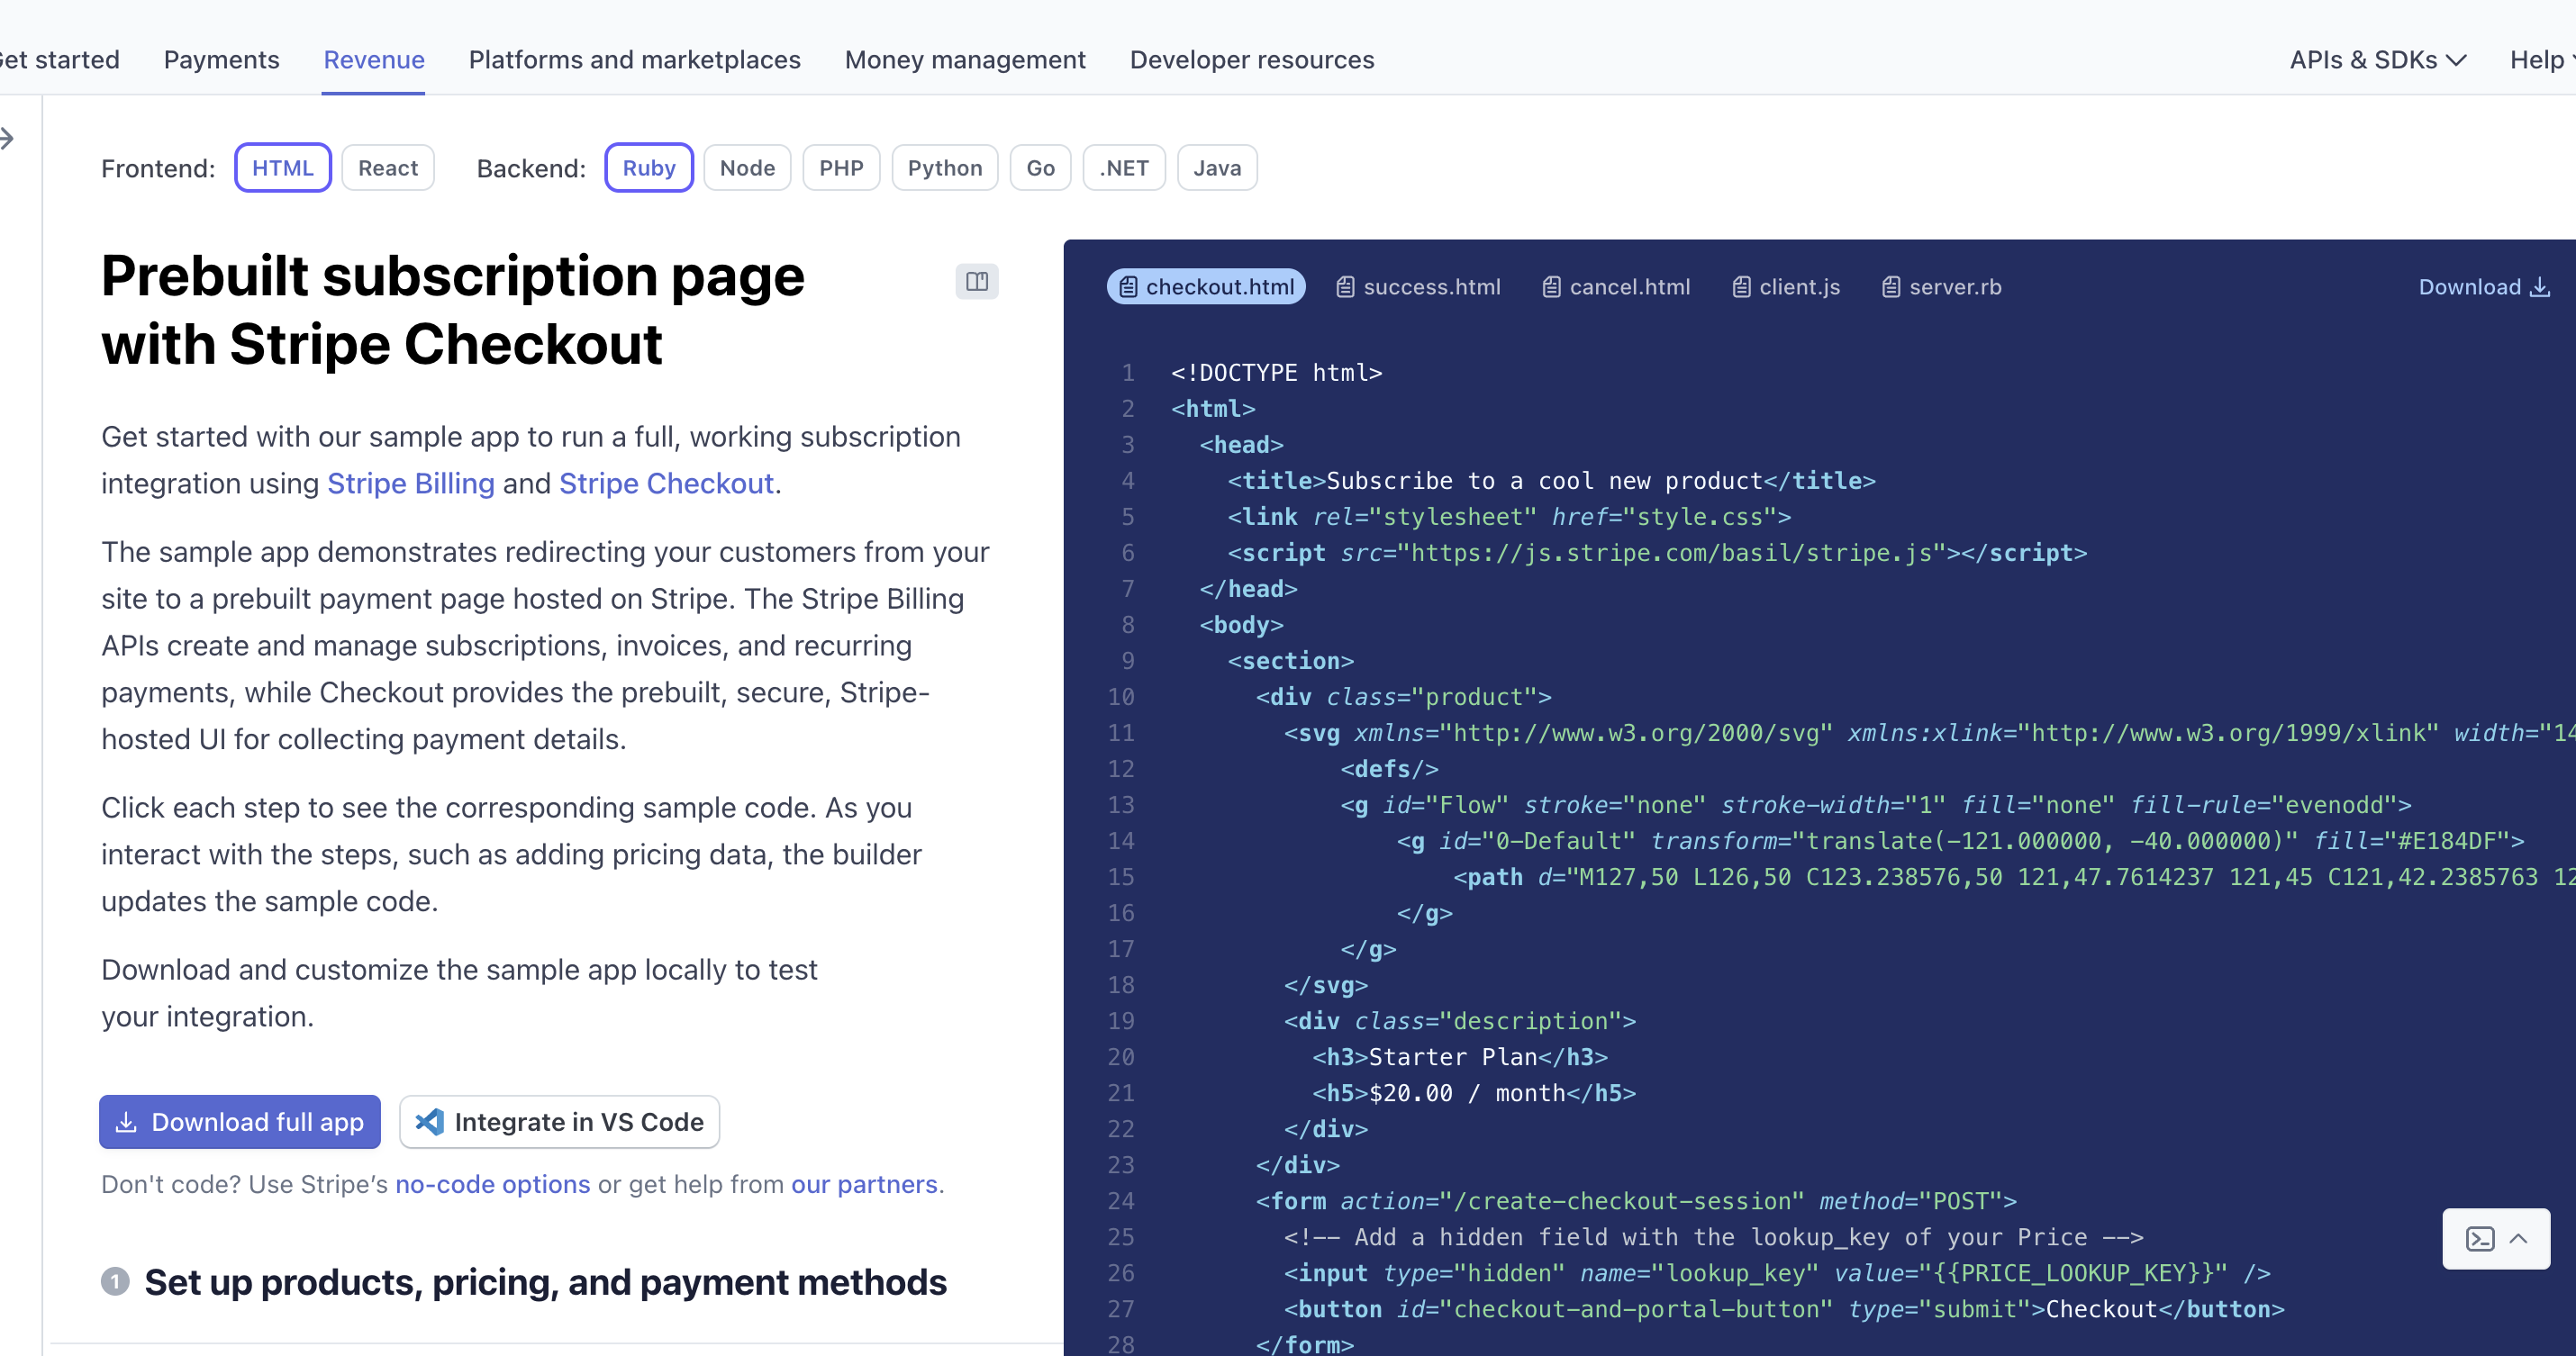 Get started Payments Revenue Platforms and marketplaces Money management Developer resources APIs & SDKs Help
Frontend: HTML React Backend: Ruby Node PHP Python Go .NET Java
Prebuilt subscription page
with Stripe Checkout
Get started with our sample app to run a full, working subscription
integration using Stripe Billing and Stripe Checkout.
The sample app demonstrates redirecting your customers from your
site to a prebuilt payment page hosted on Stripe. The Stripe Billing
APIs create and manage subscriptions, invoices, and recurring
payments, while Checkout provides the prebuilt, secure, Stripe-
hosted UI for collecting payment details.
Click each step to see the corresponding sample code. As you
interact with the steps, such as adding pricing data, the builder
updates the sample code.
Download and customize the sample app locally to test
your integration.
Download full app Integrate in VS Code
Don't code? Use Stripe’s no-code options or get help from our partners.
1 Set up products, pricing, and payment methods
checkout.html success.html cancel.html client.js server.rb Download
1 <!DOCTYPE html>
2 <html>
3 <head>
4 <title>Subscribe to a cool new product</title>
5 <link rel="stylesheet" href="style.css">
6 <script src="https://js.stripe.com/basil/stripe.js"></script>
7 </head>
8 <body>
9 <section>
10 <div class="product">
11 <svg xmlns="http://www.w3.org/2000/svg" xmlns:xlink="http://www.w3.org/1999/xlink" width="14
12 <defs/>
13 <g id="Flow" stroke="none" stroke-width="1" fill="none" fill-rule="evenodd">
14 <g id="0-Default" transform="translate(-121.000000, -40.000000)" fill="#E184DF">
15 <path d="M127,50 L126,50 C123.238576,50 121,47.7614237 121,45 C121,42.2385763 12
16 </g>
17 </g>
18 </svg>
19 <div class="description">
20 <h3>Starter Plan</h3>
21 <h5>$20.00 / month</h5>
22 </div>
23 </div>
24 <form action="/create-checkout-session" method="POST">
25 <!-- Add a hidden field with the lookup_key of your Price -->
26 <input type="hidden" name="lookup_key" value="{{PRICE_LOOKUP_KEY}}" />
27 <button id="checkout-and-portal-button" type="submit">Checkout</button>
28 </form>